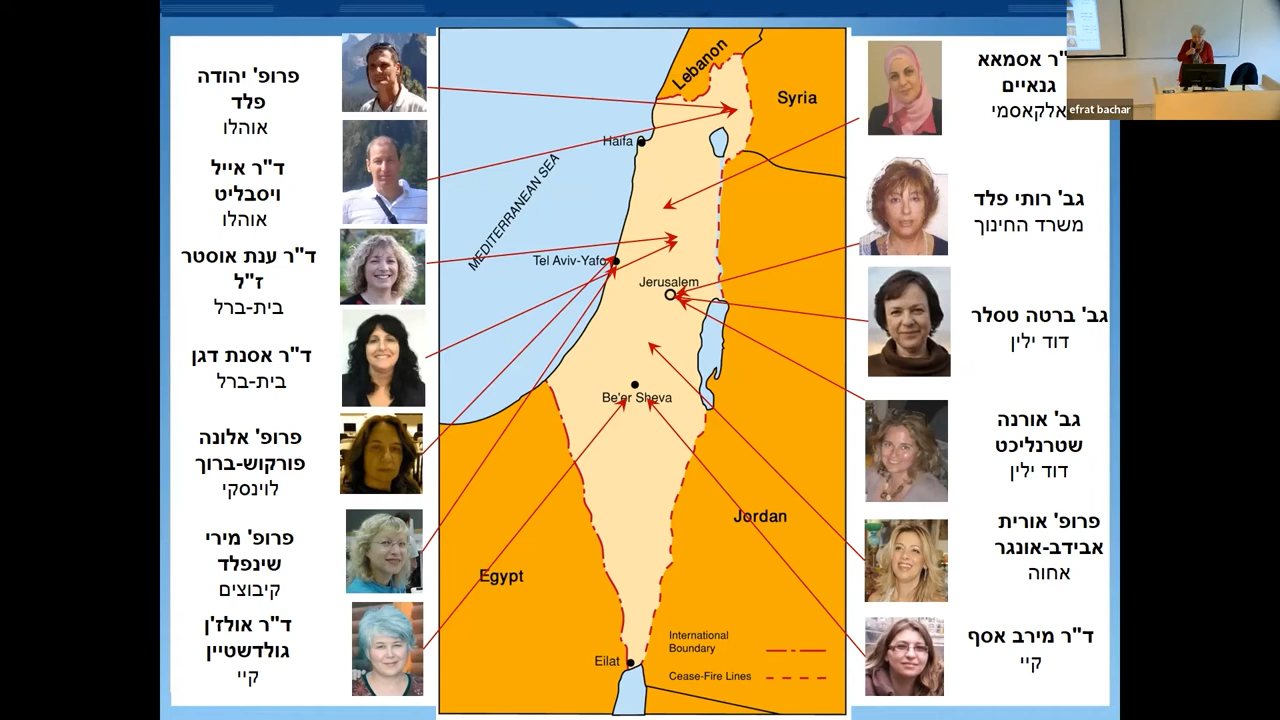 פרופ' יהודה
פלד
אוהלו
ד"ר אייל
ויסבליט
אוהלו
ד"ר ענת אוסטר
ז"ל
בית-ברל
ד"ר אסנת דגן
בית-ברל
פרופ' אלונה
פורקוש-ברוך
לוינסקי
פרופ' מירי
שינפלד
קיבוצים
ד"ר אולז'ן
גולדשטיין
קיי
Lebanon
Syria
Haifa
MEDITERRANEAN SEA
Tel Aviv-Yafo
Jerusalem
Be'er Sheva
Jordan
Egypt
Eilat
International
Boundary
Cease-Fire Lines
"ר אסמאא
גנאיים
אלקאסמי
גב' רותי פלד
משרד החינוך
גב' ברטה טסלר
דוד ילין
גב' אורנה
שטרנליכט
דוד ילין
פרופ' אורית
אבידב-אונגר
אחוה
ד"ר מירב אסף
קיי
efrat bachar